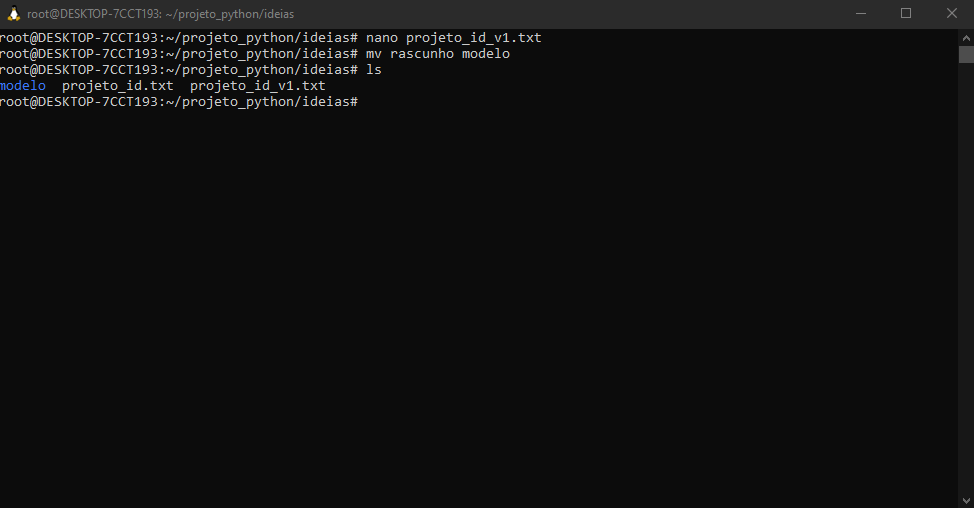 root@DESKTOP-7CCT193: ~/projeto_python/ideias
root@DESKTOP-7CCT193:~/projeto_python/ideias# nano projeto_id_v1.txt
root@DESKTOP-7CCT193:~/projeto_python/ideias# mv rascunho modelo
root@DESKTOP-7CCT193:~/projeto_python/ideias# ls
modelo  projeto_id.txt  projeto_id_v1.txt
root@DESKTOP-7CCT193:~/projeto_python/ideias#